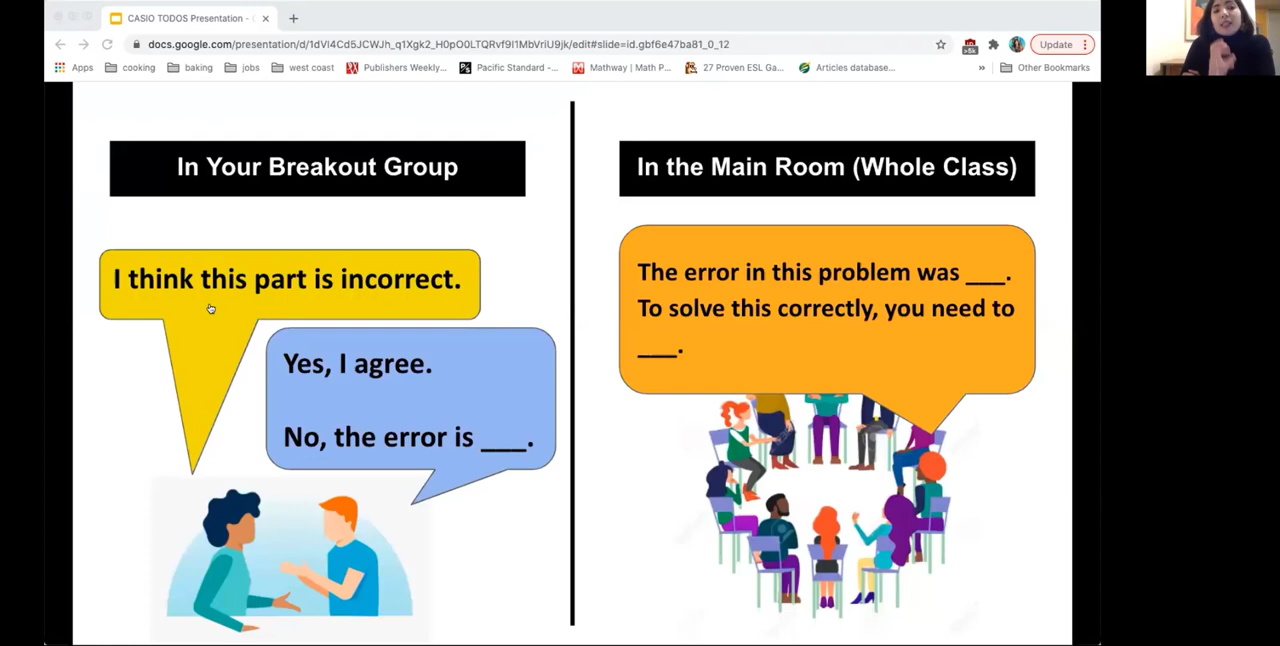 CASIO TODOS Presentation -
docs.google.com/presentation/d/1dVI4Cd5JCWJh_q1Xgk2_H0pO0LTQRvf9I1MbVriU9jk/edit#slide=id.gbf6e47ba81_0_12
Update
Apps cooking baking jobs west coast Publishers Weekly... Pacific Standard -... Mathway | Math P... 27 Proven ESL Ga... Articles database... » Other Bookmarks
In Your Breakout Group
I think this part is incorrect.
Yes, I agree.
No, the error is ___.
In the Main Room (Whole Class)
The error in this problem was ___.
To solve this correctly, you need to
___.